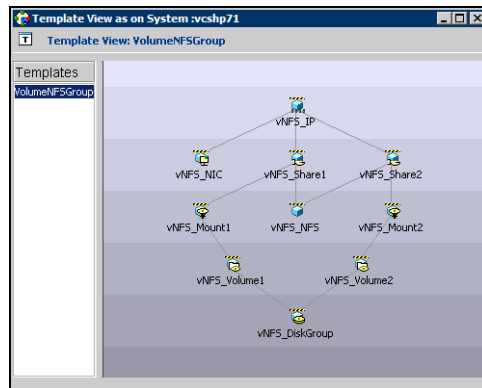 Template View as on System :vcshp71
T Template View: VolumeNFSGroup
Templates
VolumeNFSGroup
vNFS_IP
vNFS_NIC vNFS_Share1 vNFS_Share2
vNFS_Mount1 vNFS_NFS vNFS_Mount2
vNFS_Volume1 vNFS_Volume2
vNFS_DiskGroup